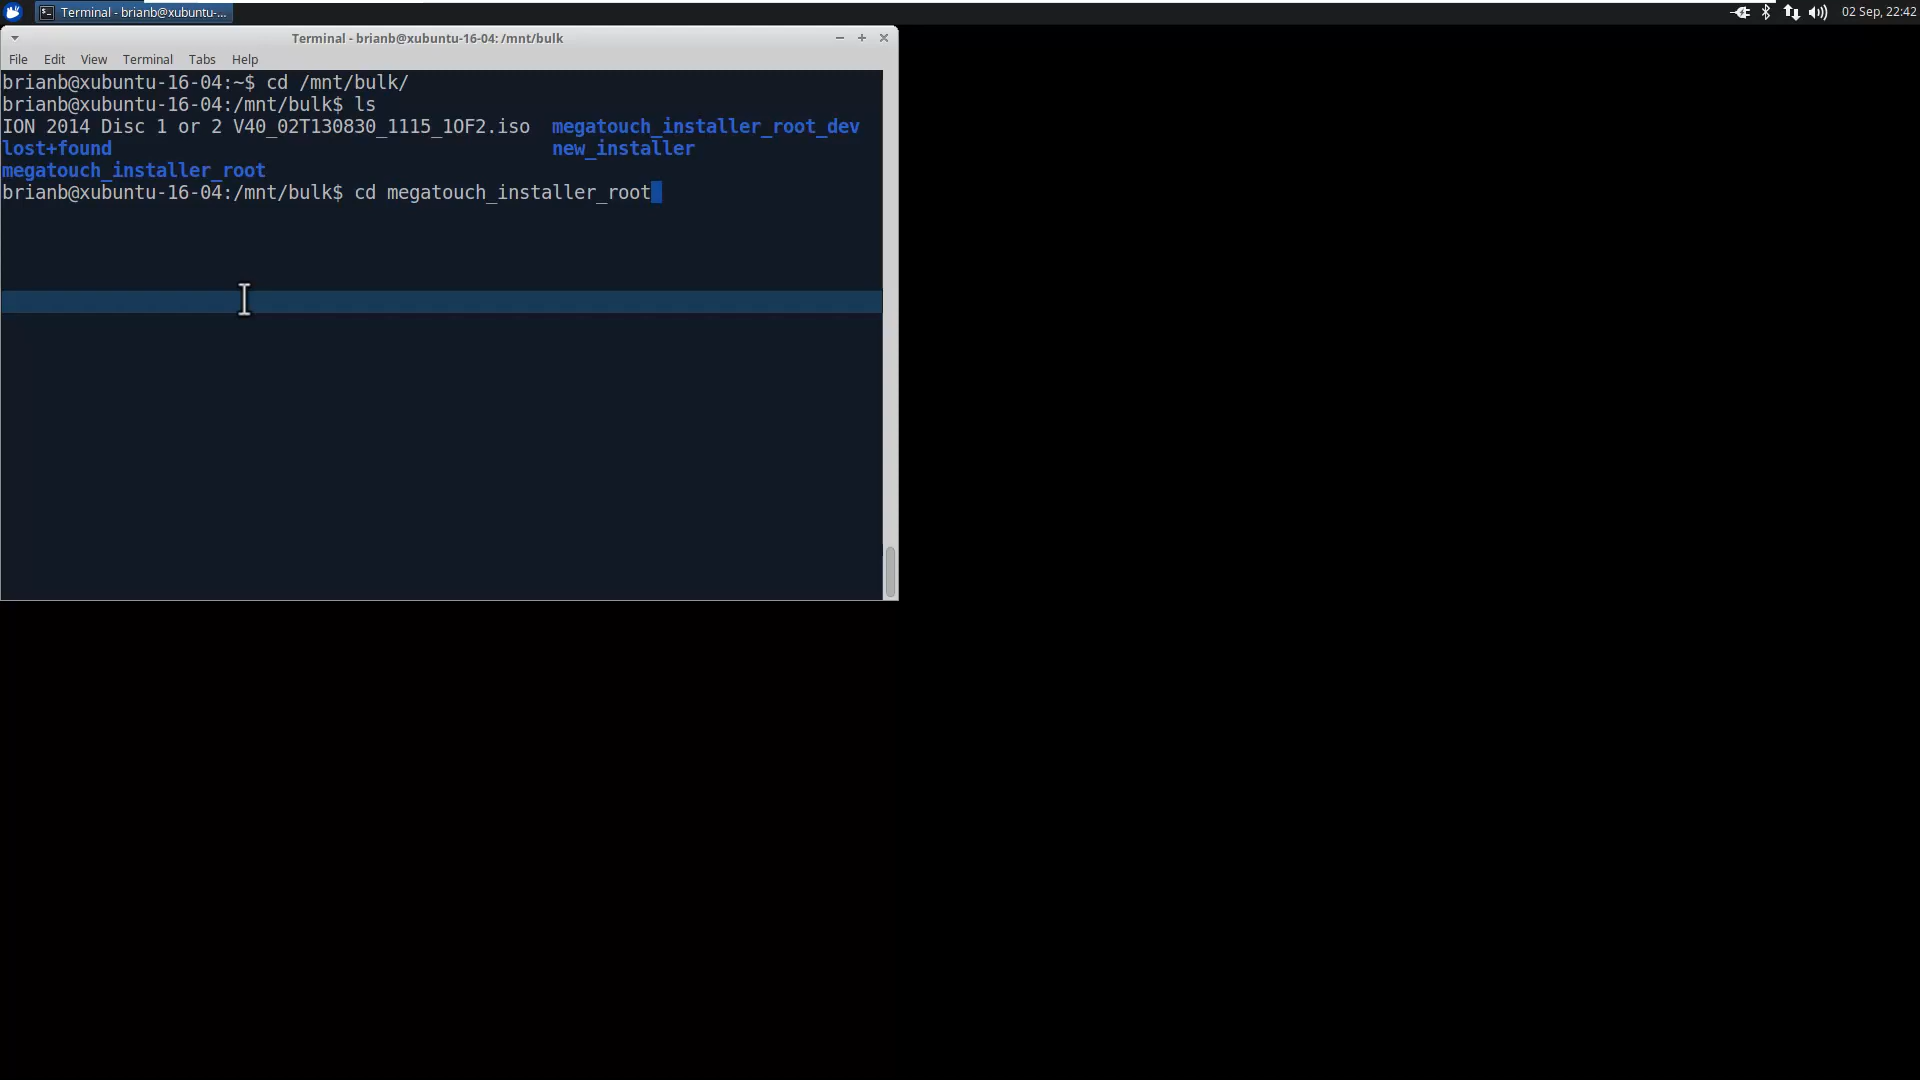 Terminal - brianb@xubuntu-...
02 Sep, 22:42
Terminal - brianb@xubuntu-16-04: /mnt/bulk
File Edit View Terminal Tabs Help
brianb@xubuntu-16-04:~$ cd /mnt/bulk/
brianb@xubuntu-16-04:/mnt/bulk$ ls
ION 2014 Disc 1 or 2 V40_02T130830_1115_1OF2.iso  megatouch_installer_root_dev
lost+found                                        new_installer
megatouch_installer_root
brianb@xubuntu-16-04:/mnt/bulk$ cd megatouch_installer_root